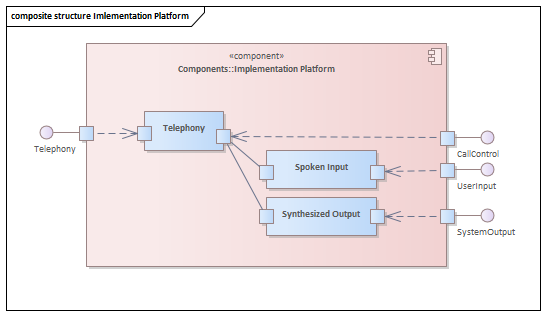 composite structure Imlementation Platform
«component»
Components::Implementation Platform
Telephony
Telephony
CallControl
Spoken Input
UserInput
Synthesized Output
SystemOutput